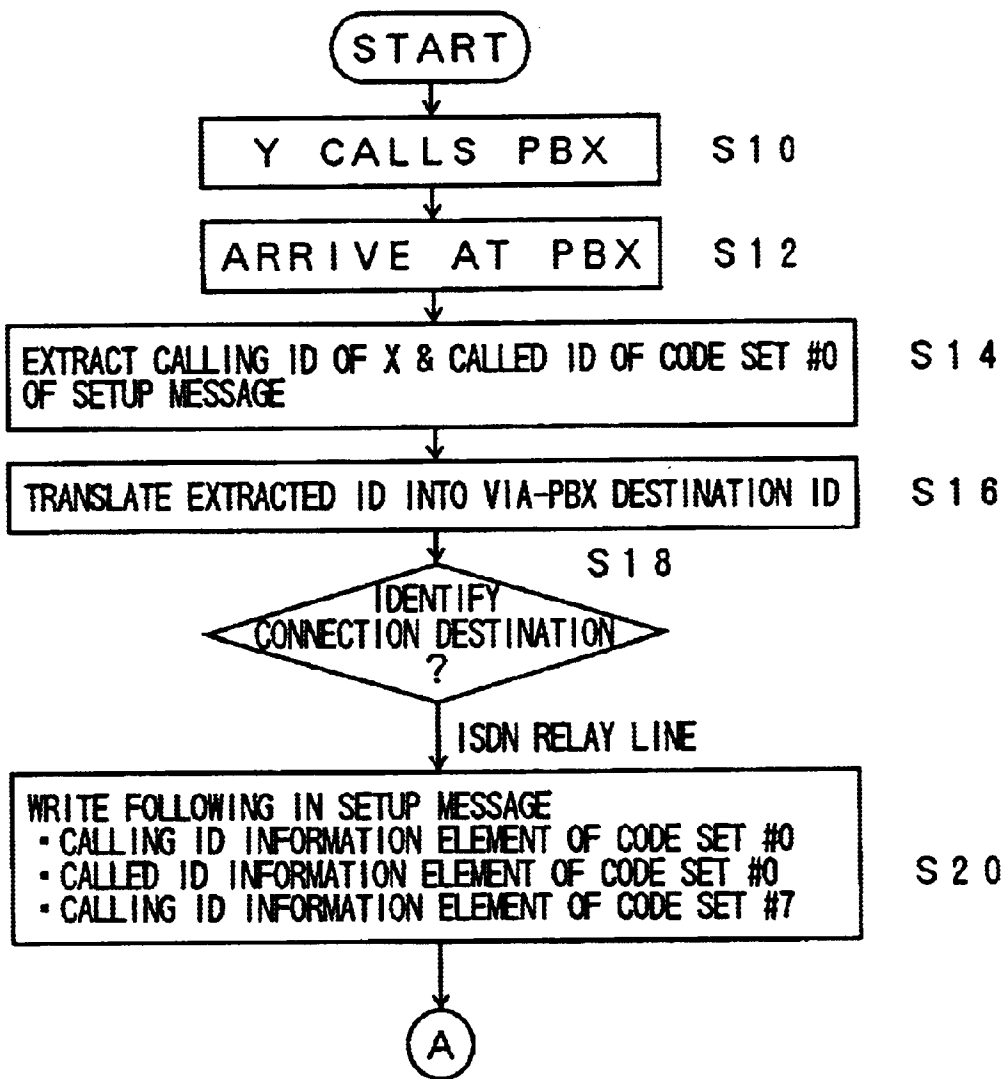 START
Y CALLS PBX S10
ARRIVE AT PBX S12
EXTRACT CALLING ID OF X & CALLED ID OF CODE SET #0 S14
OF SETUP MESSAGE
TRANSLATE EXTRACTED ID INTO VIA-PBX DESTINATION ID S16
S18
IDENTIFY
CONNECTION DESTINATION
?
ISDN RELAY LINE
WRITE FOLLOWING IN SETUP MESSAGE
・CALLING ID INFORMATION ELEMENT OF CODE SET #0
・CALLED ID INFORMATION ELEMENT OF CODE SET #0 S20
・CALLING ID INFORMATION ELEMENT OF CODE SET #7
A